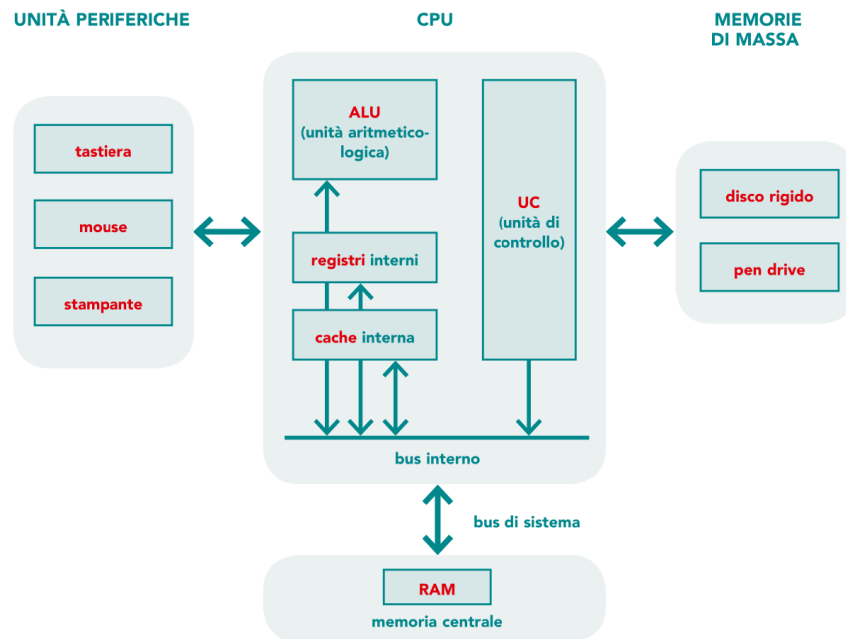 UNITÀ PERIFERICHE
CPU
MEMORIE
DI MASSA
tastiera
mouse
stampante
ALU
(unità aritmetico-
logica)
registri interni
cache interna
UC
(unità di
controllo)
bus interno
disco rigido
pen drive
bus di sistema
RAM
memoria centrale